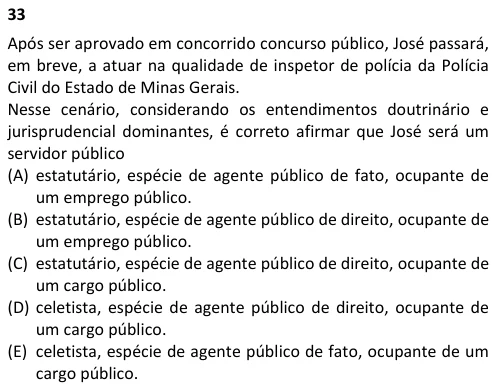 33
Após ser aprovado em concorrido concurso público, José passará,
em breve, a atuar na qualidade de inspetor de polícia da Polícia
Civil do Estado de Minas Gerais.
Nesse cenário, considerando os entendimentos doutrinário e
jurisprudencial dominantes, é correto afirmar que José será um
servidor público
(A) estatutário, espécie de agente público de fato, ocupante de
um emprego público.
(B) estatutário, espécie de agente público de direito, ocupante de
um emprego público.
(C) estatutário, espécie de agente público de direito, ocupante de
um cargo público.
(D) celetista, espécie de agente público de direito, ocupante de
um cargo público.
(E) celetista, espécie de agente público de fato, ocupante de um
cargo público.